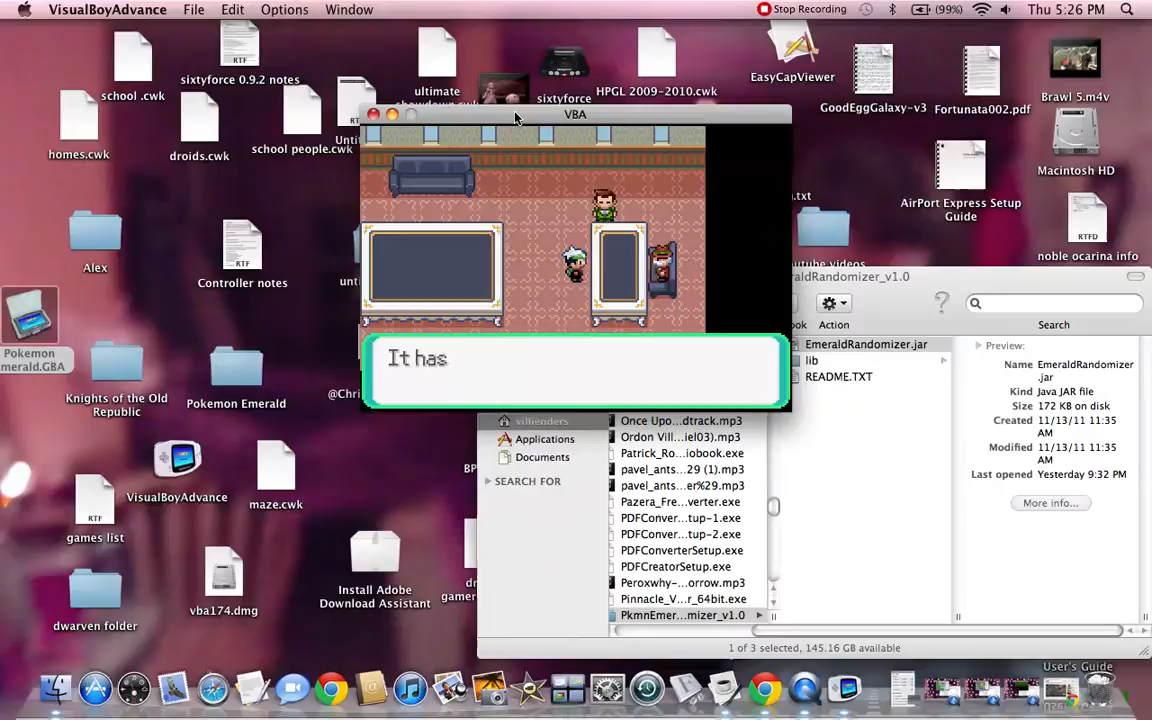 VisualBoyAdvance File Edit Options Window
Stop Recording (99%) Thu 5:26 PM
school .cwk
sixtyforce 0.9.2 notes
RTF
ultimate
sixtyforce
HPGL 2009-2010.cwk
EasyCapViewer
GoodEggGalaxy-v3
Fortunata002.pdf
Brawl 5.m4v
homes.cwk
droids.cwk
RTF
school people.cwk
VBA
Macintosh HD
.txt
AirPort Express Setup
Guide
RTFD
noble ocarina info
Alex
RTF
Controller notes
It has
Pokemon
merald.GBA
Knights of the Old
Republic
Pokemon Emerald
VisualBoyAdvance
maze.cwk
RTF
games list
dwarven folder
vba174.dmg
Install Adobe
Download Assistant
eraldRandomizer_v1.0
Action
Search
EmeraldRandomizer.jar
lib
README.TXT
Preview:
Name EmeraldRandomizer
.jar
Kind Java JAR file
Size 172 KB on disk
Created 11/13/11 11:35
AM
Modified 11/13/11 11:35
AM
Last opened Yesterday 9:32 PM
More info...
villienders
Applications
Documents
SEARCH FOR
Once Upo...dtrack.mp3
Ordon Vill...iel03).mp3
Patrick_Ro...iobook.exe
pavel_ants...29 (1).mp3
pavel_ants...er%29.mp3
Pazera_Fre...verter.exe
PDFConver...tup-1.exe
PDFConver...tup-2.exe
PDFConverterSetup.exe
PDFCreatorSetup.exe
Peroxwhy-...orrow.mp3
Pinnacle_V...r_64bit.exe
PkmnEmer...mizer_v1.0
1 of 3 selected, 145.16 GB available
User's Guide